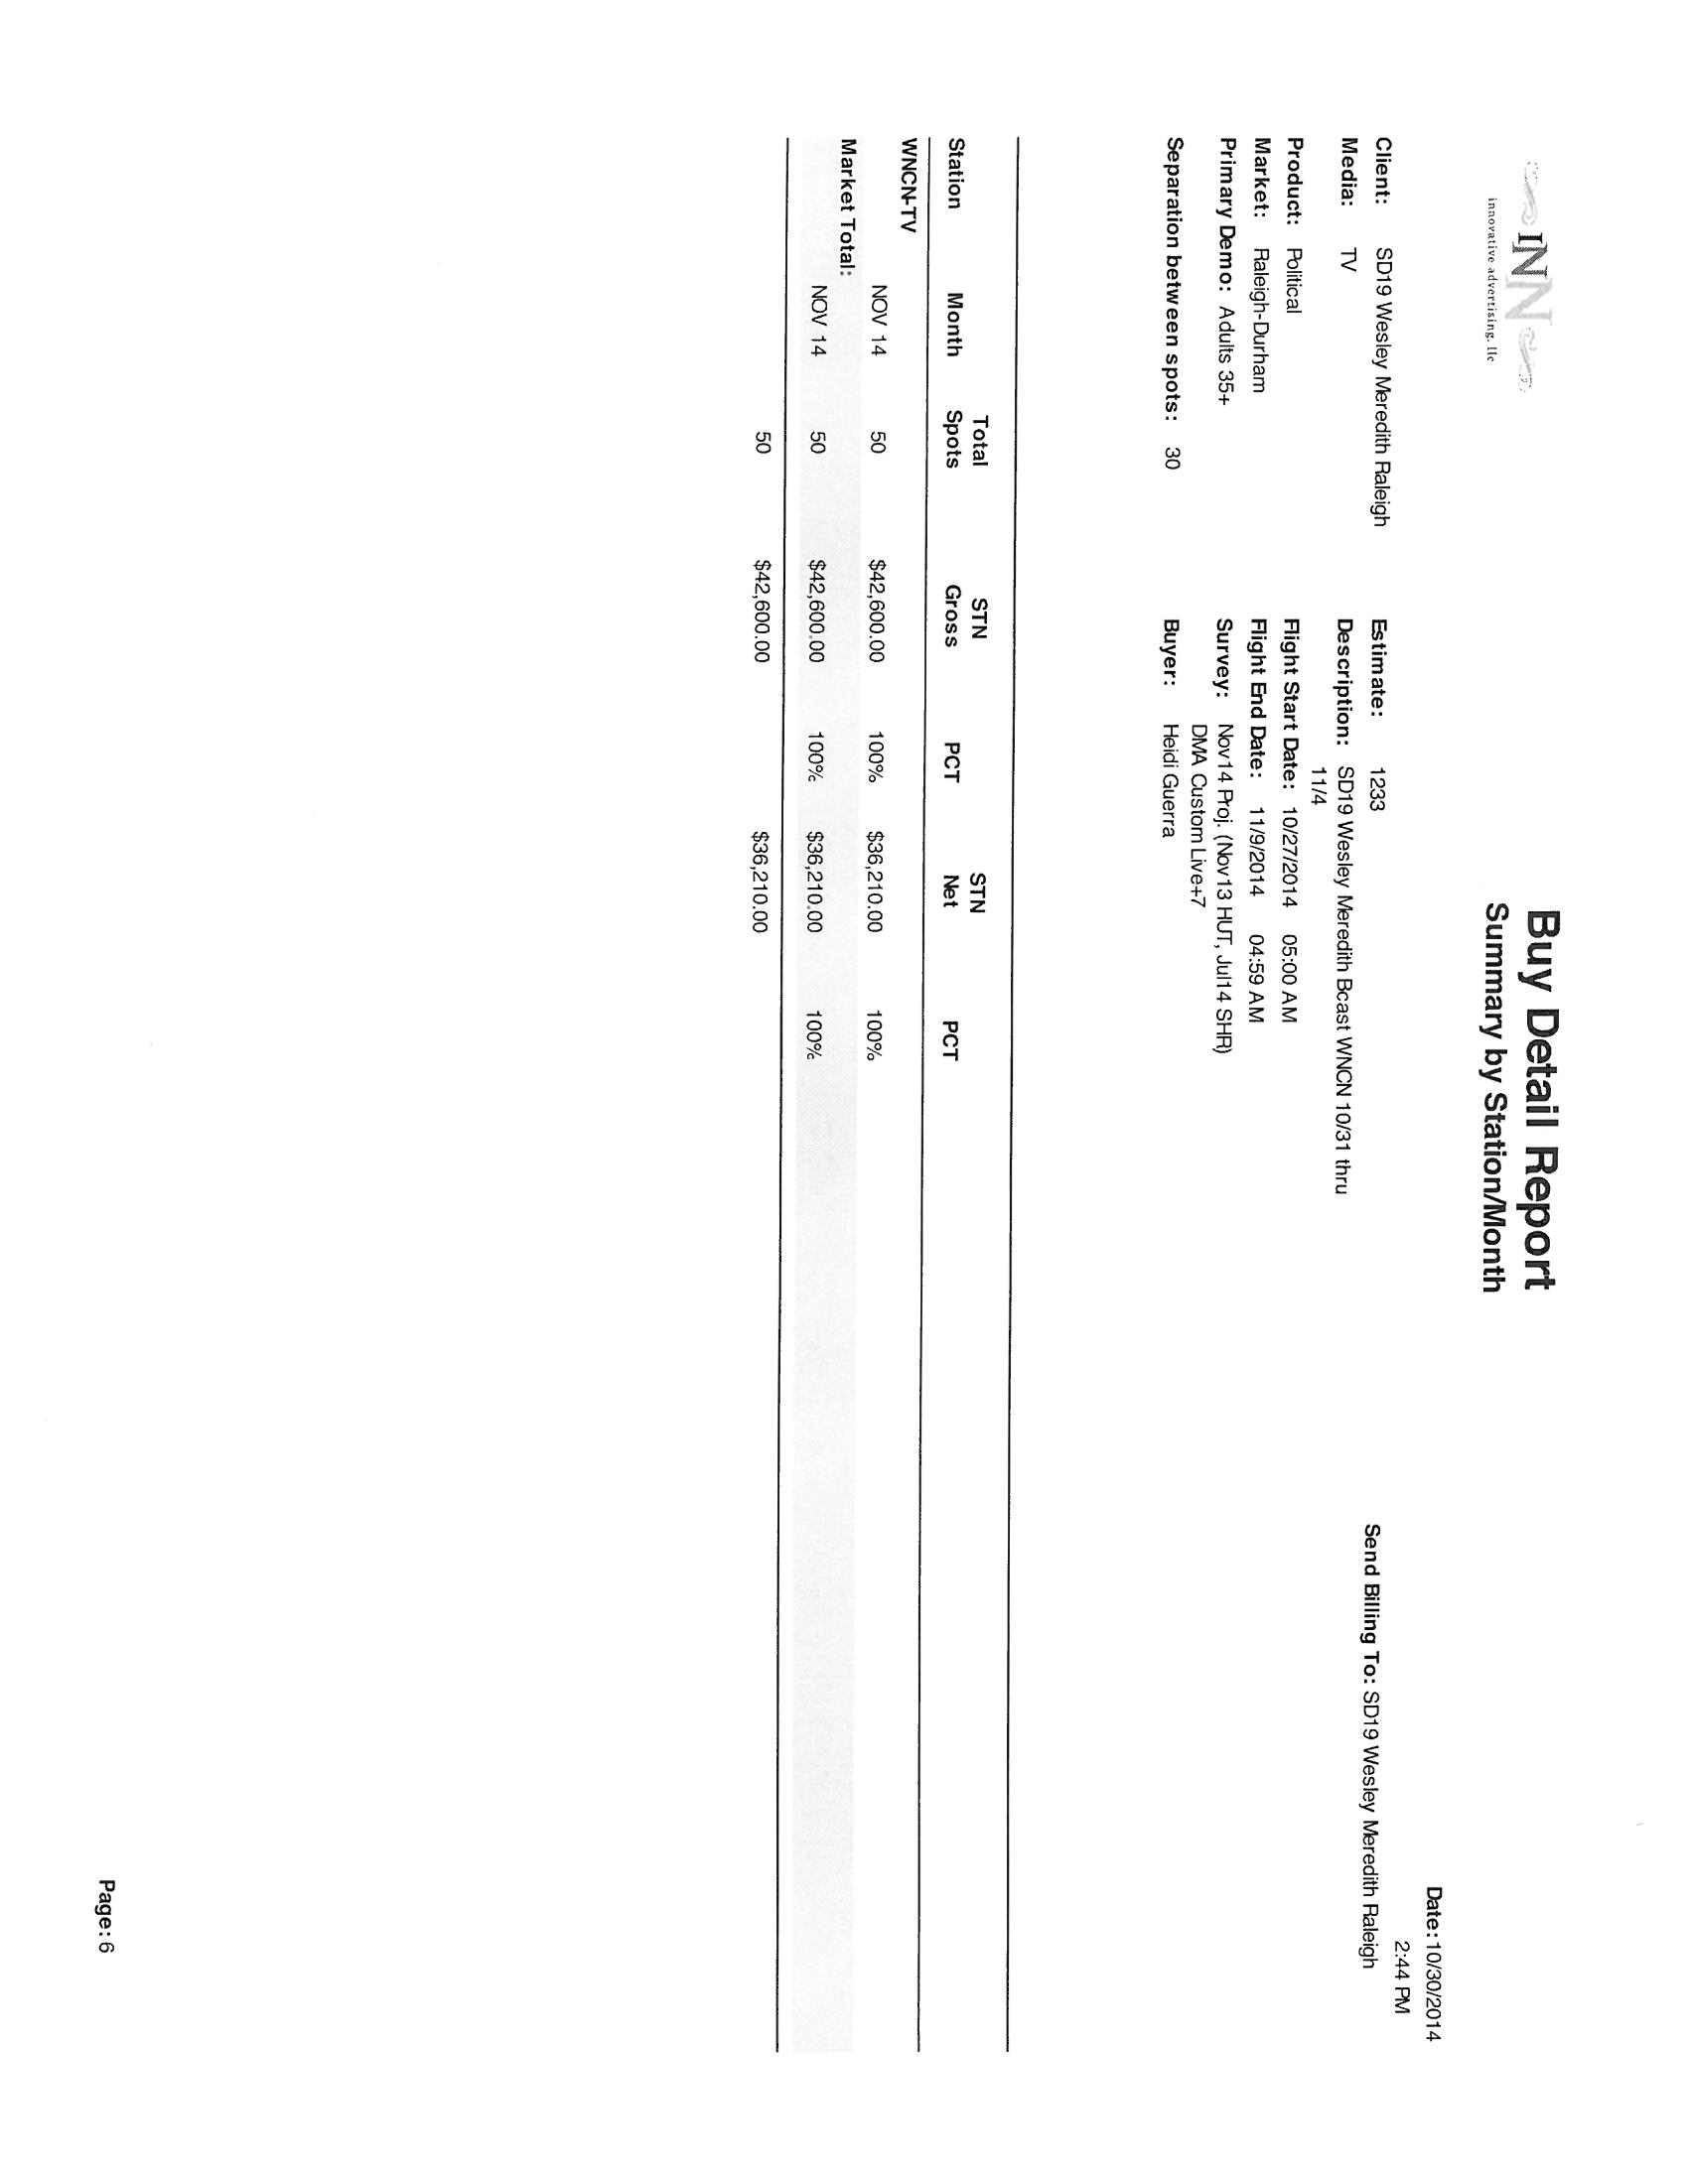 INN
innovative advertising, llc
Buy Detail Report
Summary by Station/Month
Date: 10/30/2014
2:44 PM
Client: SD19 Wesley Meredith Raleigh
Media: TV
Product: Political
Market: Raleigh-Durham
Primary Demo: Adults 35+
Separation between spots: 30
Estimate: 1233
Description: SD19 Wesley Meredith Bcast WNCN 10/31 thru
11/4
Flight Start Date: 10/27/2014 05:00 AM
Flight End Date: 11/9/2014 04:59 AM
Survey: Nov14 Proj. (Nov13 HUT, Jul14 SHR)
DMA Custom Live+7
Buyer: Heidi Guerra
Send Billing To: SD19 Wesley Meredith Raleigh
Total STN STN
Station Month Spots Gross PCT Net PCT
WNCN-TV
NOV 14 50 $42,600.00 100% $36,210.00 100%
Market Total:
NOV 14 50 $42,600.00 100% $36,210.00 100%
50 $42,600.00 $36,210.00
Page: 6